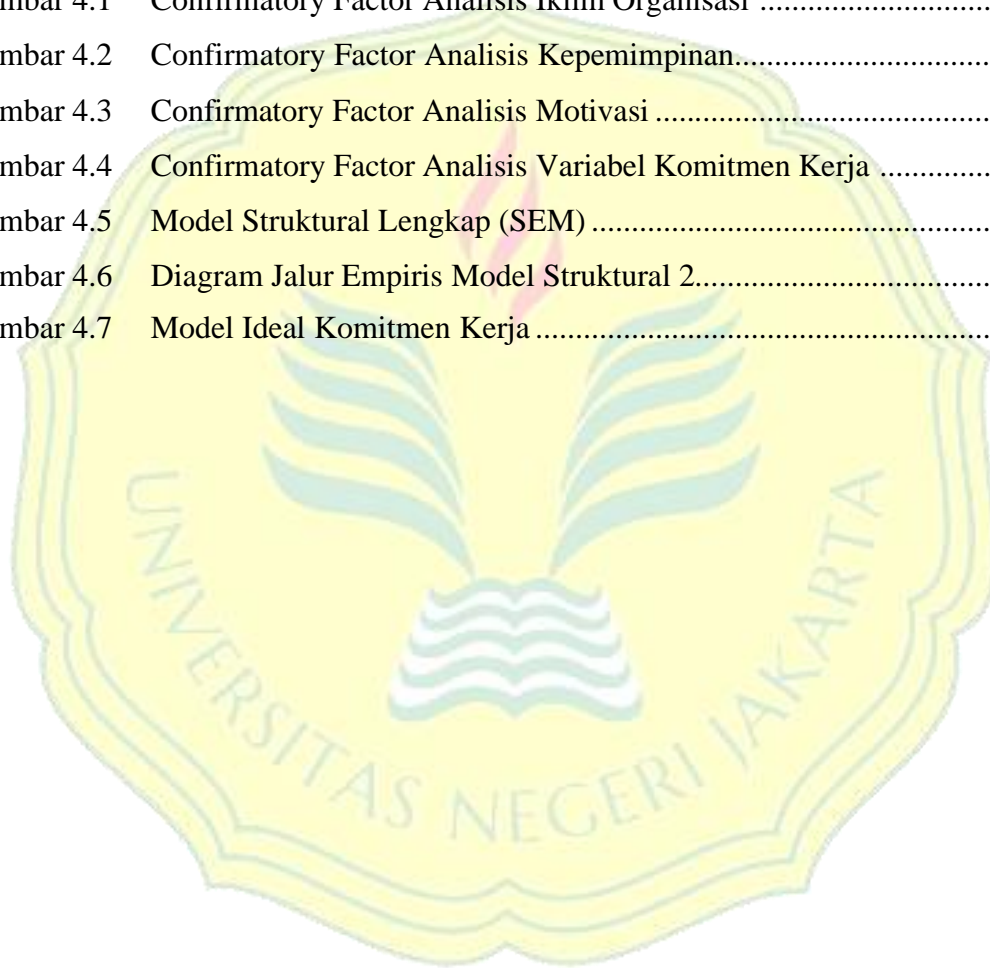 mbar 4.1 Confirmatory Factor Analisis Iklim Organisasi ..............................
mbar 4.2 Confirmatory Factor Analisis Kepemimpinan..................................
mbar 4.3 Confirmatory Factor Analisis Motivasi ............................................
mbar 4.4 Confirmatory Factor Analisis Variabel Komitmen Kerja ..............
mbar 4.5 Model Struktural Lengkap (SEM) ....................................................
mbar 4.6 Diagram Jalur Empiris Model Struktural 2.......................................
mbar 4.7 Model Ideal Komitmen Kerja ...........................................................
UNIVERSITAS NEGERI JAKARTA